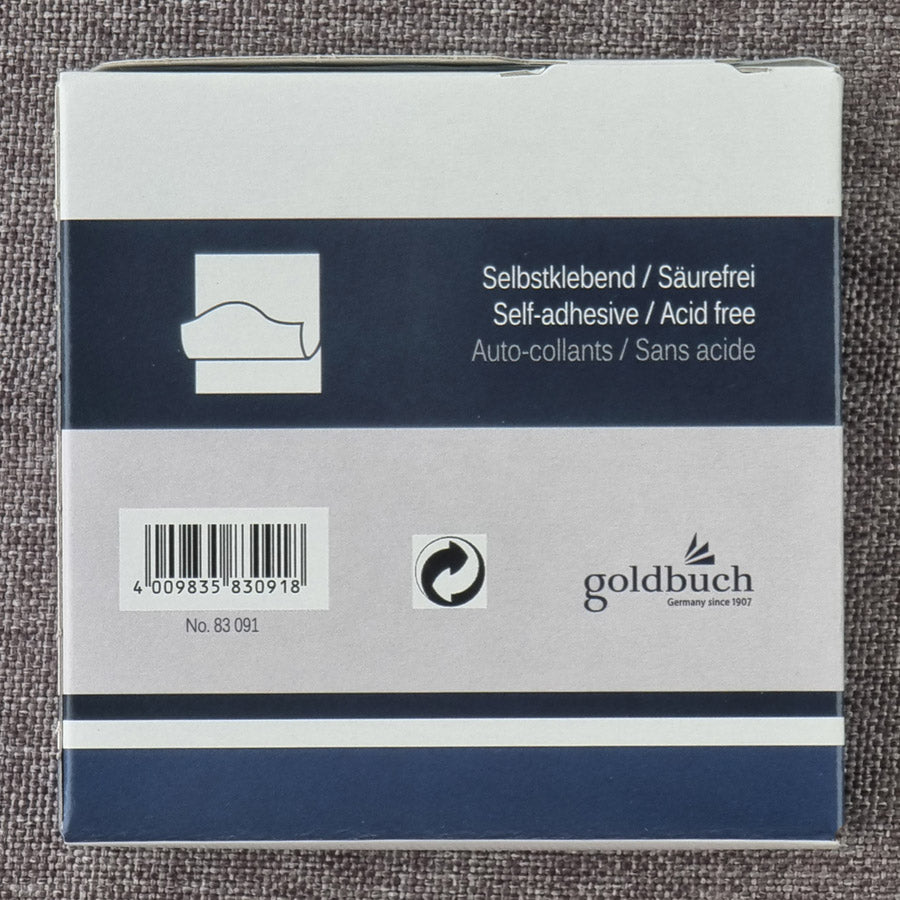 Selbstklebend / Säurefrei
Self-adhesive / Acid free
Auto-collants / Sans acide
4 009835 830918
No. 83 091
goldbuch
Germany since 1907